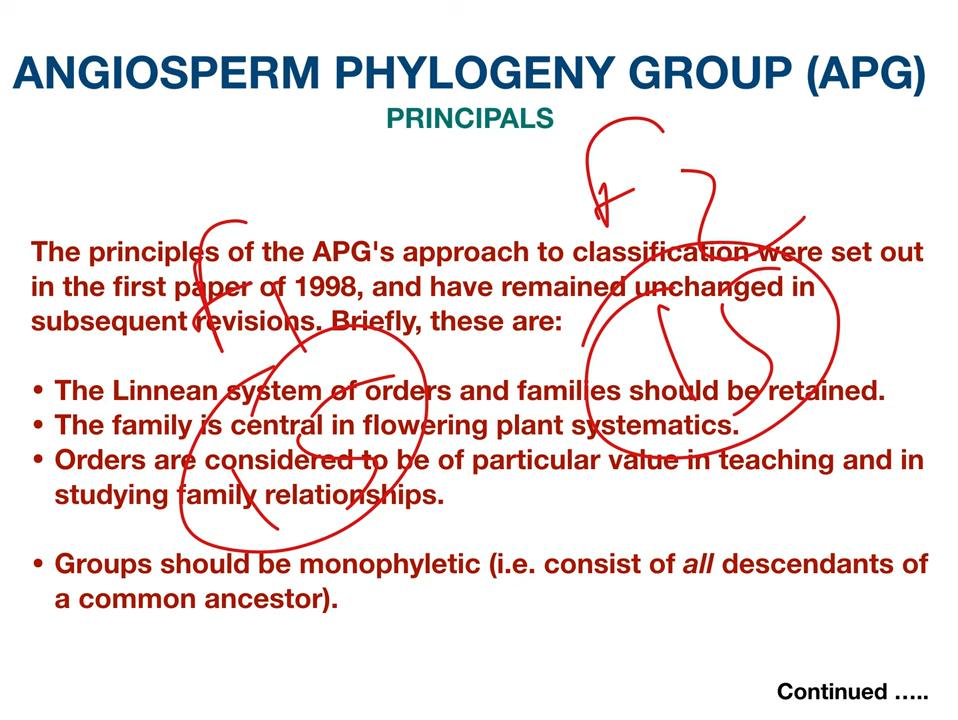 ANGIOSPERM PHYLOGENY GROUP (APG)
PRINCIPALS
The principles of the APG's approach to classification were set out
in the first paper of 1998, and have remained unchanged in
subsequent revisions. Briefly, these are:
• The Linnean system of orders and families should be retained.
• The family is central in flowering plant systematics.
• Orders are considered to be of particular value in teaching and in
studying family relationships.
• Groups should be monophyletic (i.e. consist of all descendants of
a common ancestor).
Continued …..